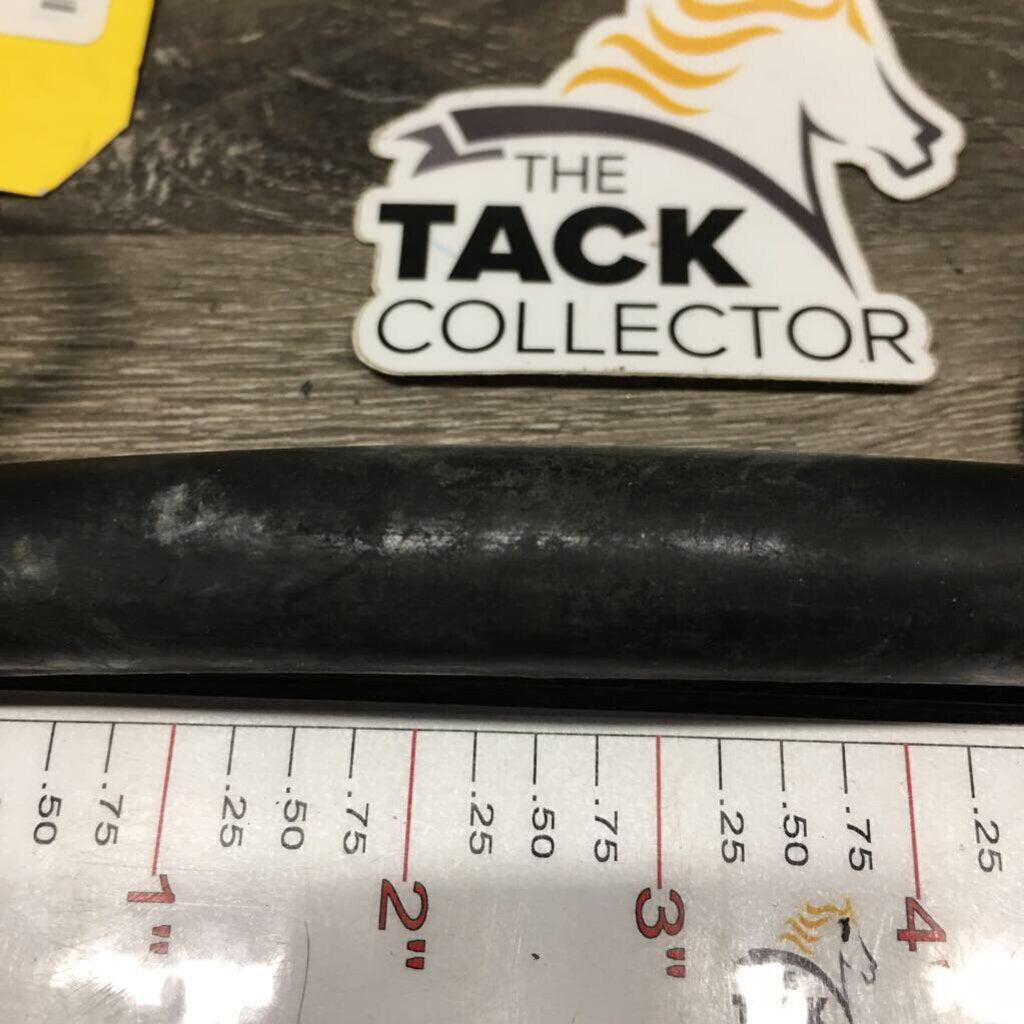 THE
TACK
COLLECTOR
.50 .75 .25 .50 .75 .25 .50 .75 .25 .50 .75 .25
1" 2" 3" 4"